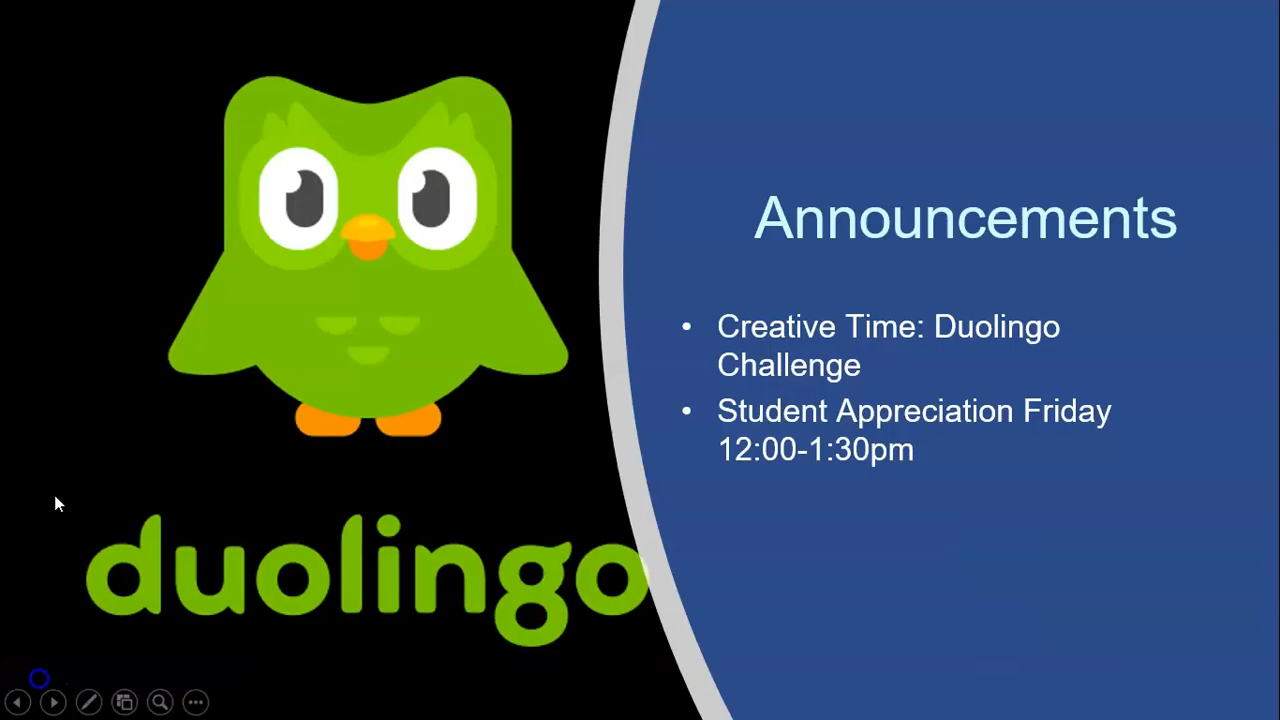 duolingo
Announcements
• Creative Time: Duolingo
Challenge
• Student Appreciation Friday
12:00-1:30pm